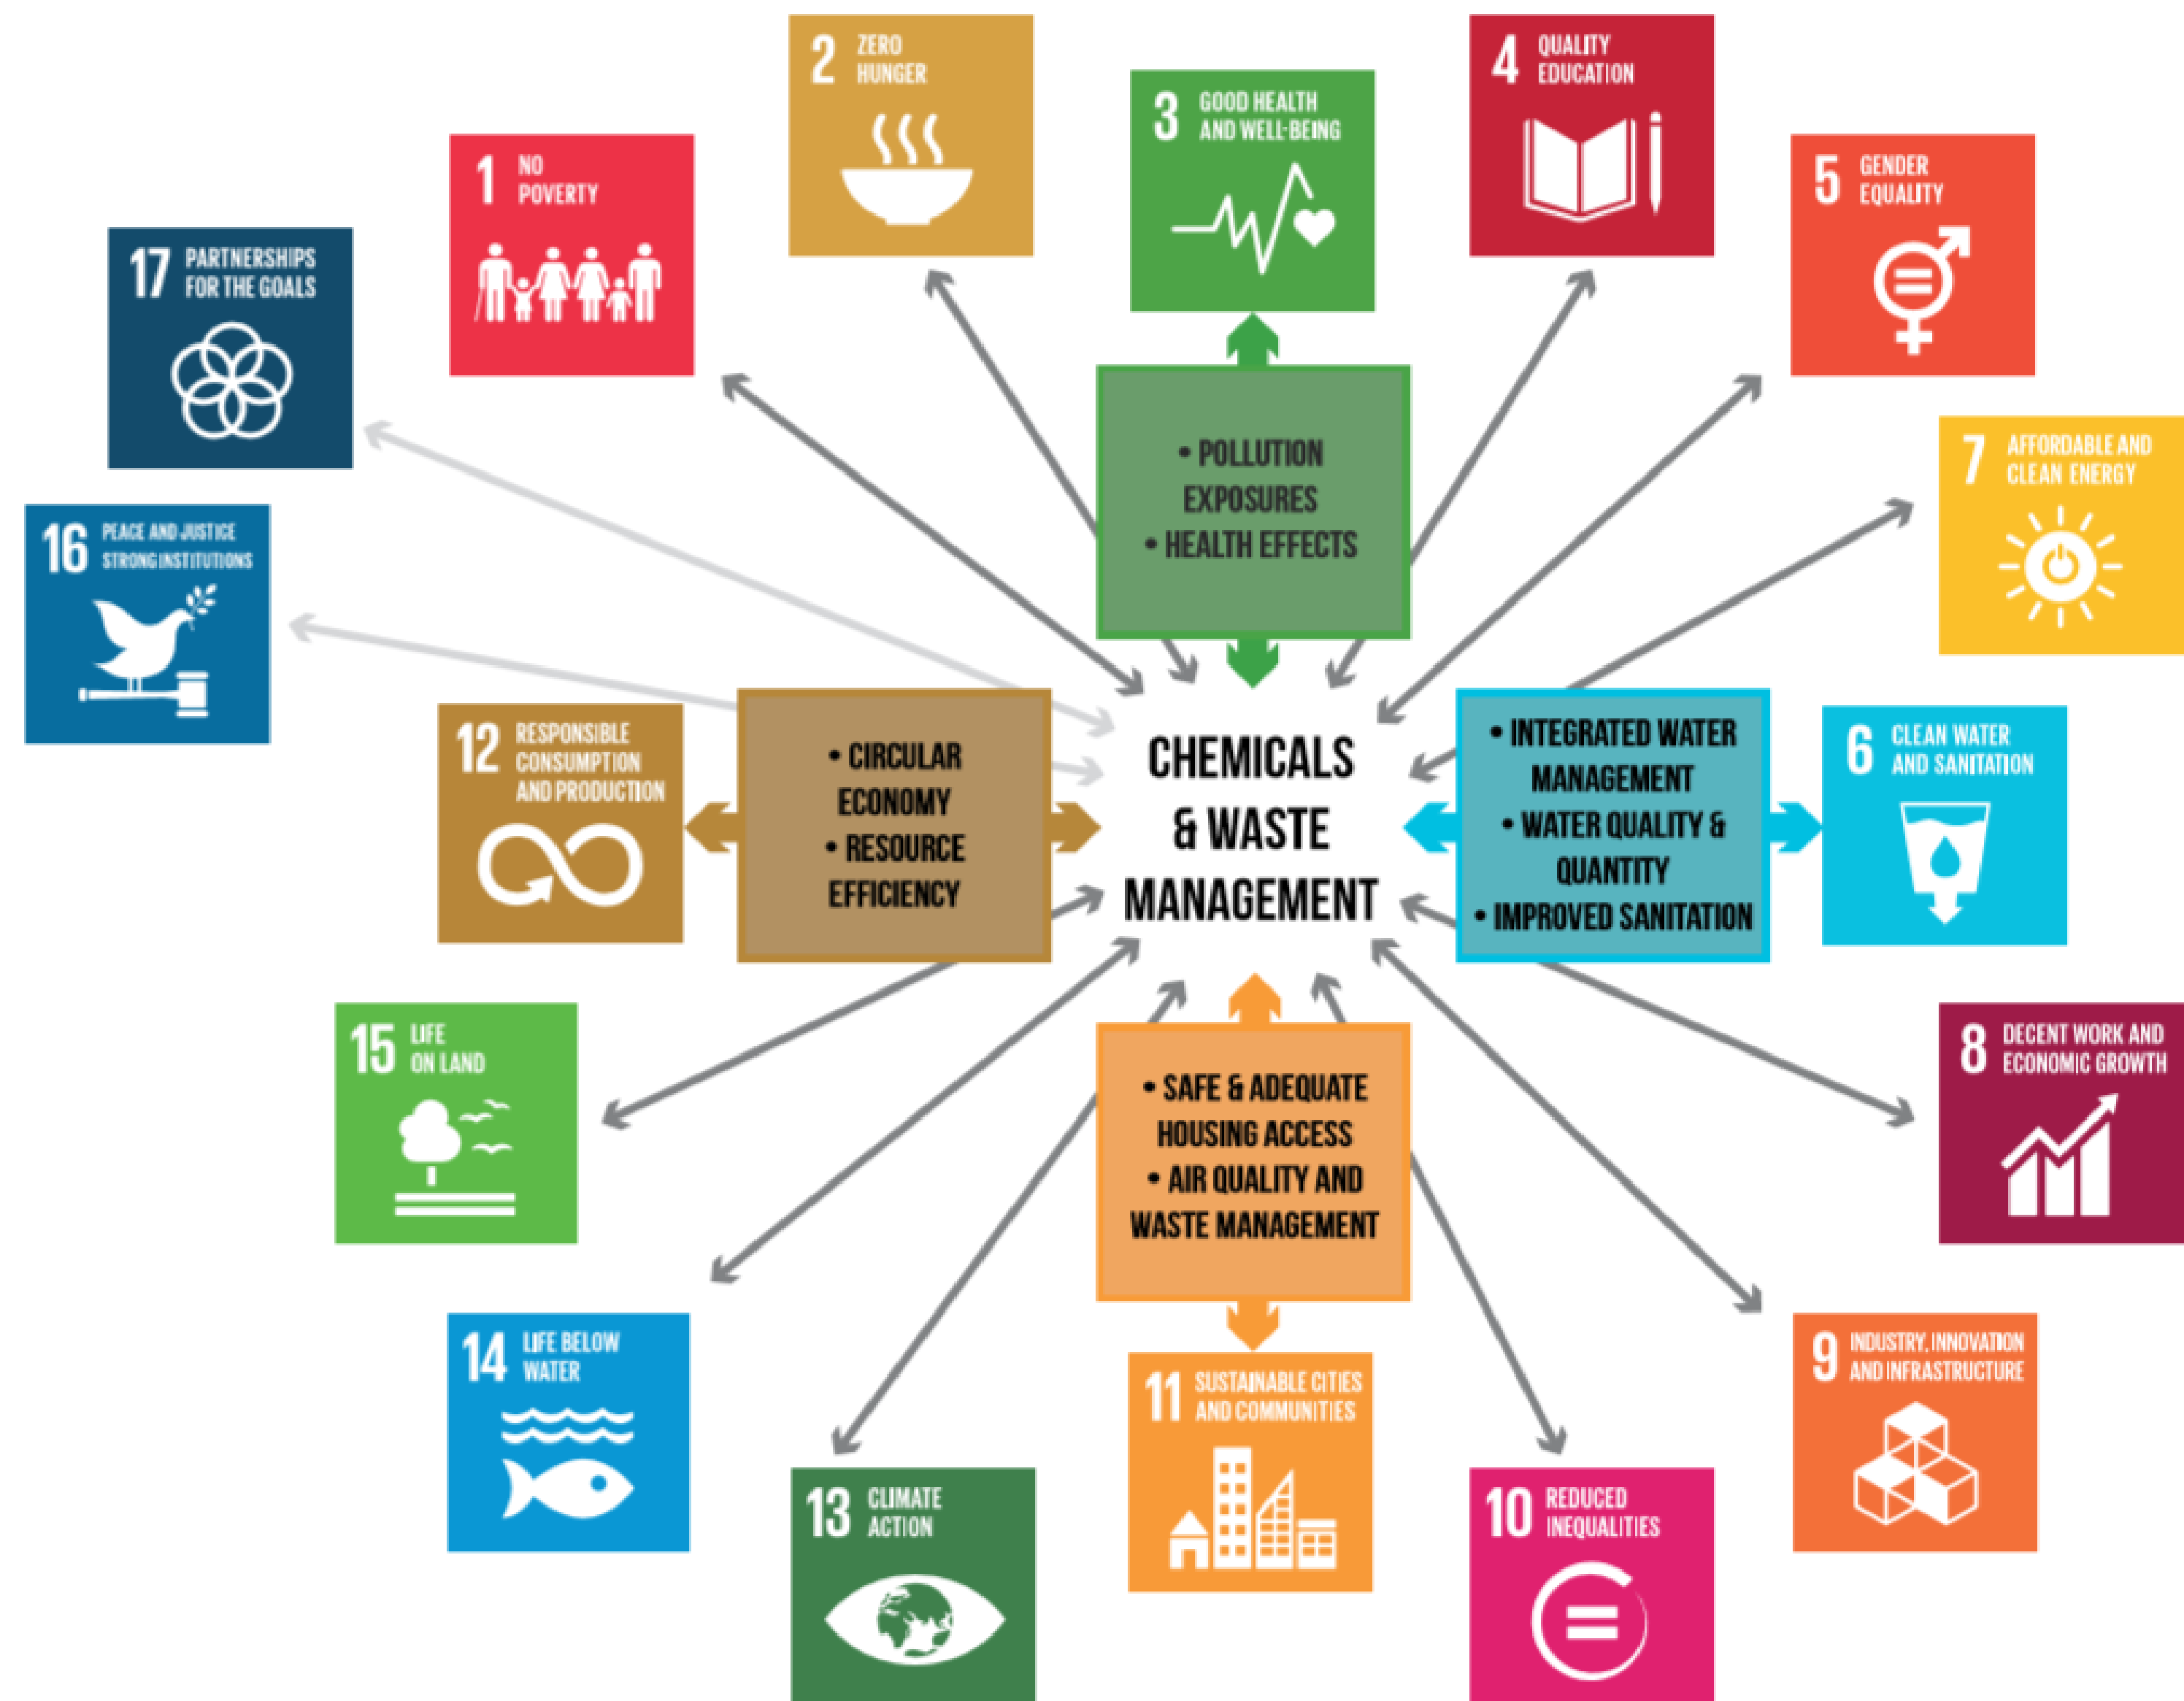 2 ZERO
HUNGER
4 QUALITY
EDUCATION
3 GOOD HEALTH
AND WELL-BEING
1 NO
POVERTY
5 GENDER
EQUALITY
17 PARTNERSHIPS
FOR THE GOALS
7 AFFORDABLE AND
CLEAN ENERGY
• POLLUTION
EXPOSURES
• HEALTH EFFECTS
16 PEACE AND JUSTICE
STRONG INSTITUTIONS
12 RESPONSIBLE
CONSUMPTION
AND PRODUCTION
• CIRCULAR
ECONOMY
• RESOURCE
EFFICIENCY
CHEMICALS
& WASTE
MANAGEMENT
• INTEGRATED WATER
MANAGEMENT
• WATER QUALITY &
QUANTITY
• IMPROVED SANITATION
6 CLEAN WATER
AND SANITATION
15 LIFE
ON LAND
8 DECENT WORK AND
ECONOMIC GROWTH
• SAFE & ADEQUATE
HOUSING ACCESS
• AIR QUALITY AND
WASTE MANAGEMENT
14 LIFE BELOW
WATER
9 INDUSTRY, INNOVATION
AND INFRASTRUCTURE
11 SUSTAINABLE CITIES
AND COMMUNITIES
13 CLIMATE
ACTION
10 REDUCED
INEQUALITIES